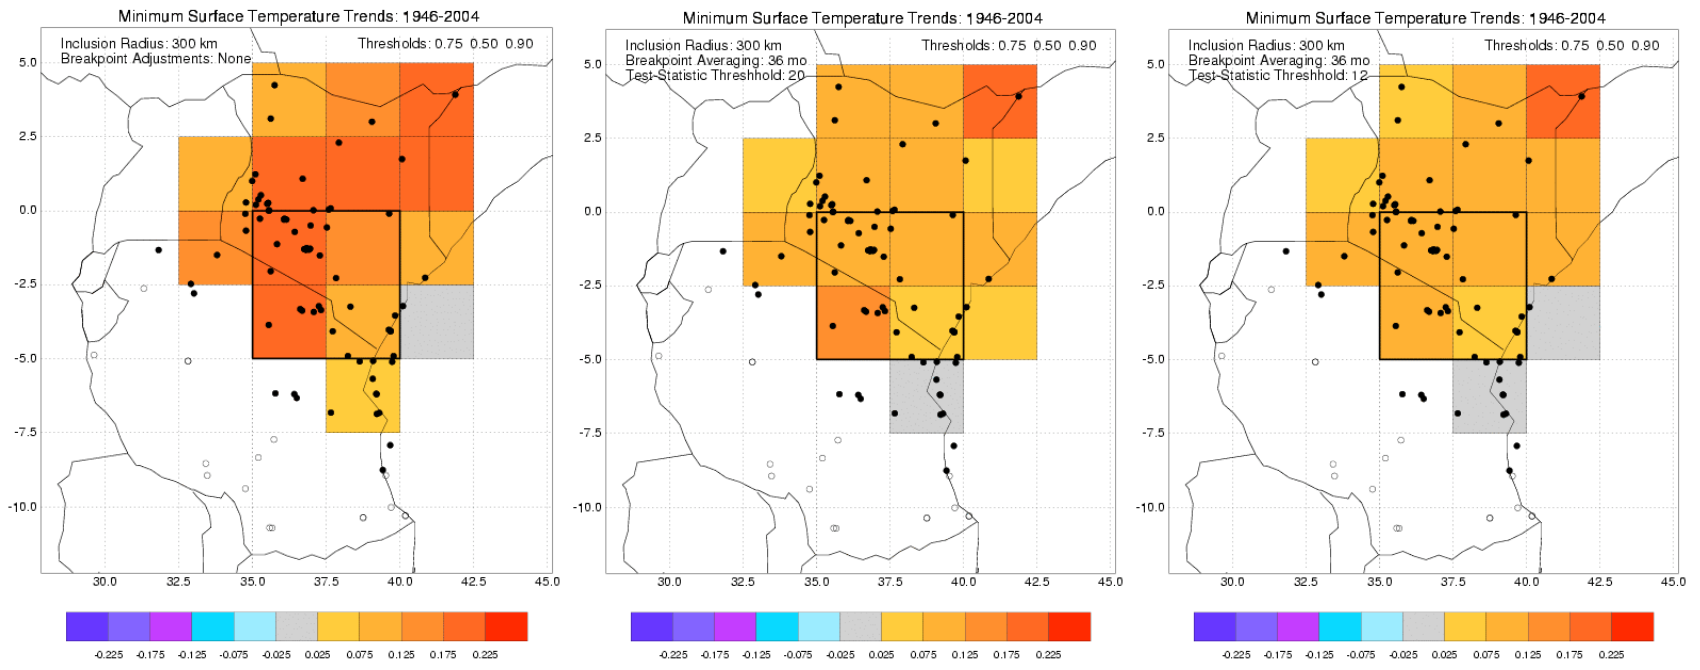 Minimum Surface Temperature Trends: 1946-2004
Inclusion Radius: 300 km Thresholds: 0.75 0.50 0.90
Breakpoint Adjustments: None
5.0
2.5
0.0
-2.5
-5.0
-7.5
-10.0
30.0 32.5 35.0 37.5 40.0 42.5 45.0
-0.225 -0.175 -0.125 -0.075 -0.025 0.025 0.075 0.125 0.175 0.225
Minimum Surface Temperature Trends: 1946-2004
Inclusion Radius: 300 km Thresholds: 0.75 0.50 0.90
Breakpoint Averaging: 36 mo
Test-Statistic Threshhold: 20
5.0
2.5
0.0
-2.5
-5.0
-7.5
-10.0
30.0 32.5 35.0 37.5 40.0 42.5 45.0
-0.225 -0.175 -0.125 -0.075 -0.025 0.025 0.075 0.125 0.175 0.225
Minimum Surface Temperature Trends: 1946-2004
Inclusion Radius: 300 km Thresholds: 0.75 0.50 0.90
Breakpoint Averaging: 36 mo
Test-Statistic Threshhold: 12
5.0
2.5
0.0
-2.5
-5.0
-7.5
-10.0
30.0 32.5 35.0 37.5 40.0 42.5 45.0
-0.225 -0.175 -0.125 -0.075 -0.025 0.025 0.075 0.125 0.175 0.225